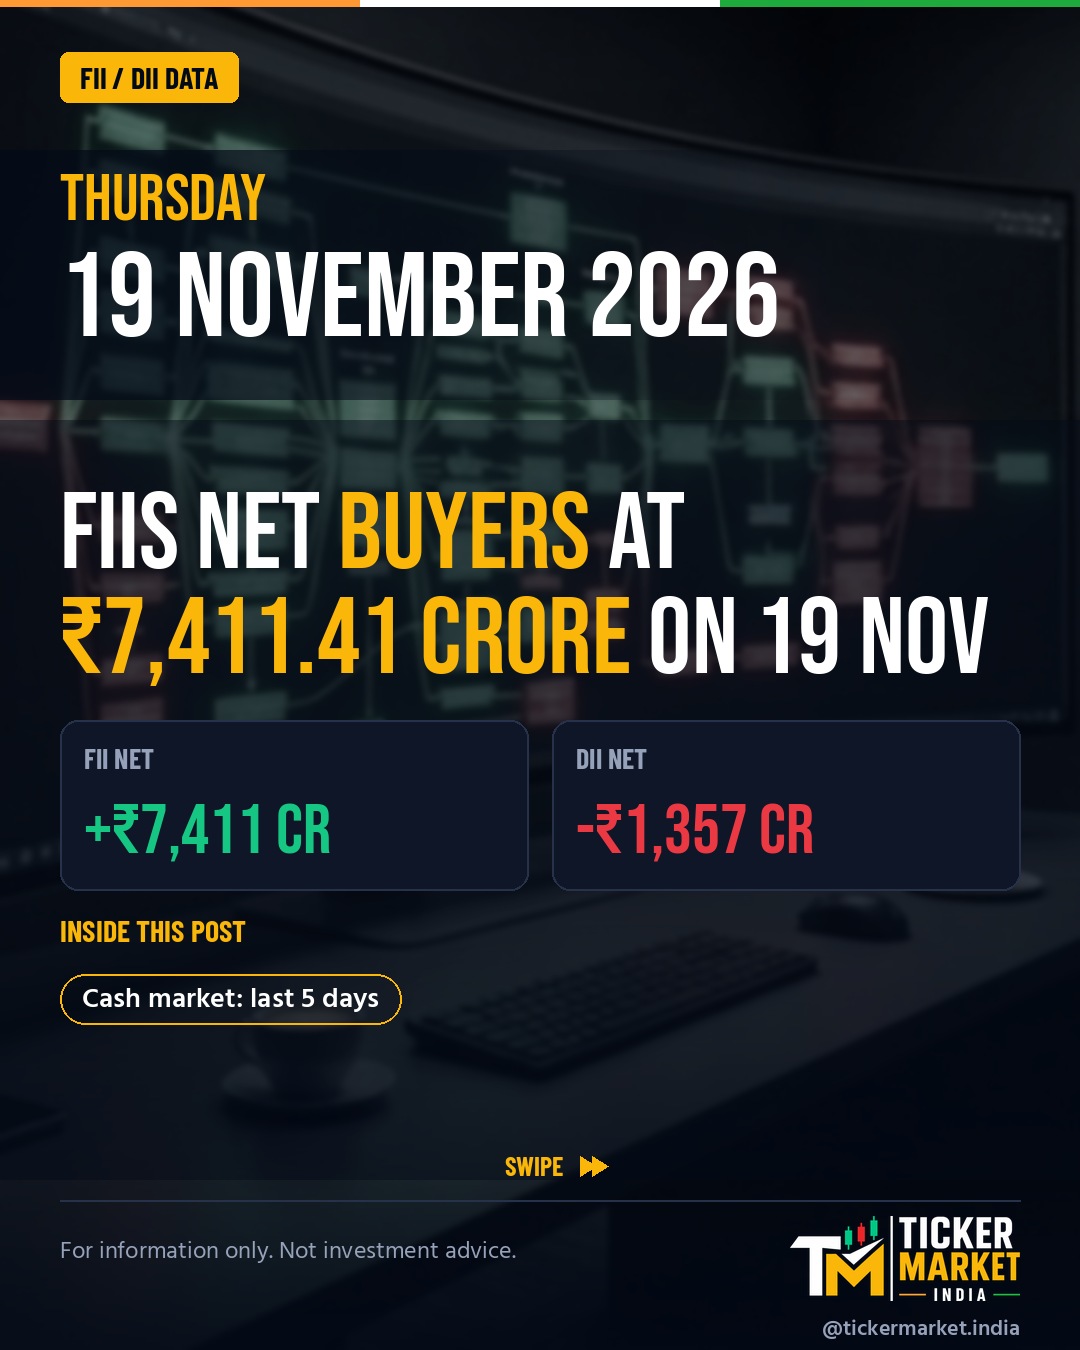 FII / DII DATA
THURSDAY
19 NOVEMBER 2026
FIIS NET BUYERS AT
₹7,411.41 CRORE ON 19 NOV
FII NET
+₹7,411 CR
DII NET
-₹1,357 CR
INSIDE THIS POST
Cash market: last 5 days
SWIPE
For information only. Not investment advice.
TM TICKER
MARKET
INDIA
@tickermarket.india